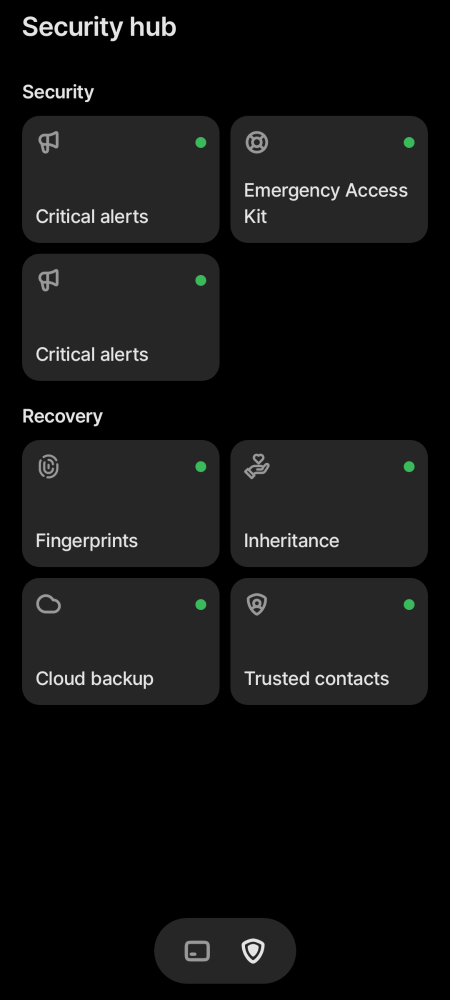 Security hub
Security
Critical alerts
Emergency Access
Kit
Critical alerts
Recovery
Fingerprints
Inheritance
Cloud backup
Trusted contacts